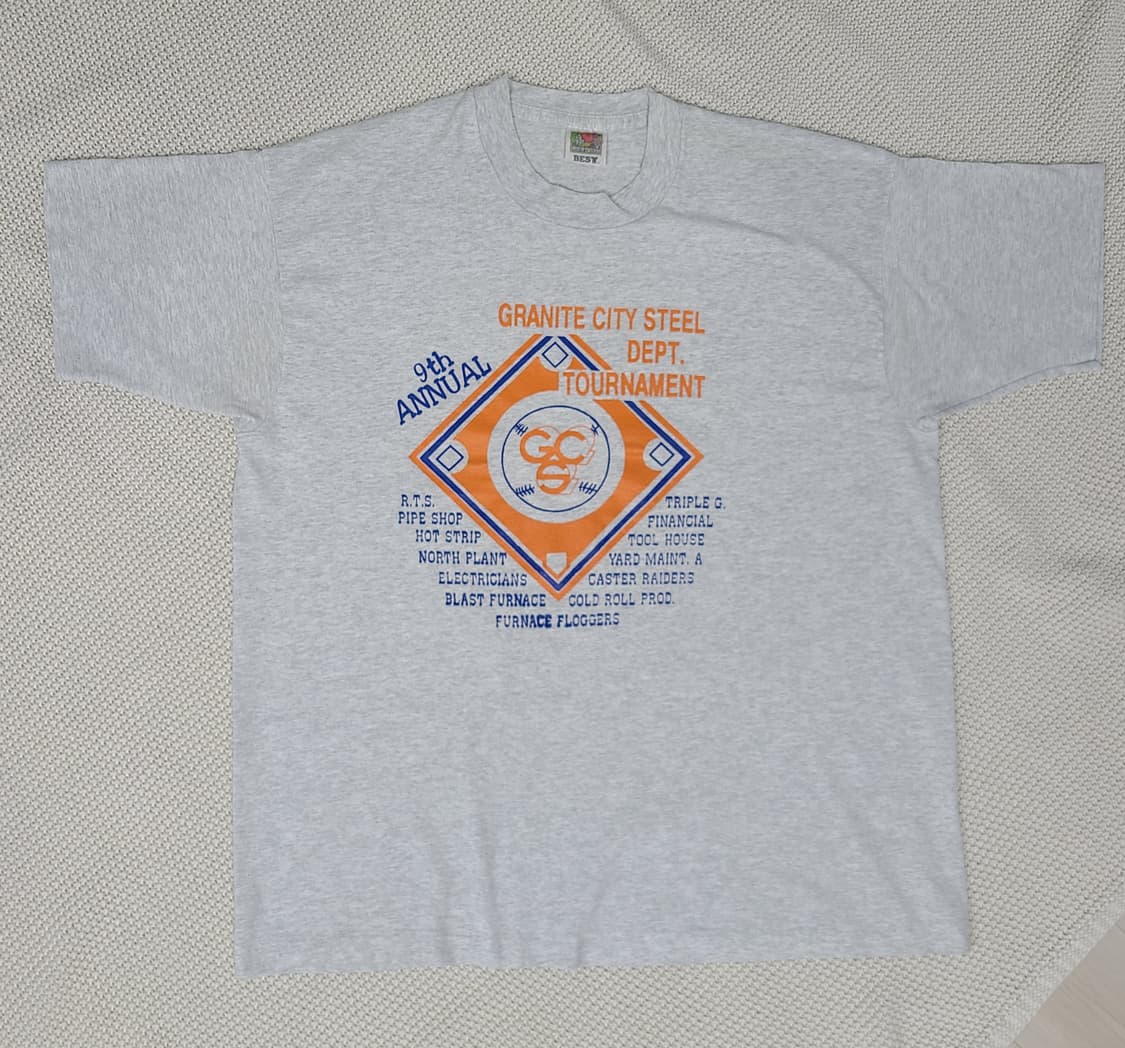 BEST
GRANITE CITY STEEL
DEPT.
TOURNAMENT
9th
ANNUAL
GCS
R.T.S.
PIPE SHOP
HOT STRIP
NORTH PLANT
ELECTRICIANS
BLAST FURNACE
TRIPLE G.
FINANCIAL
TOOL HOUSE
YARD MAINT. A
CASTER RAIDERS
COLD ROLL PROD.
FURNACE FLOGGERS